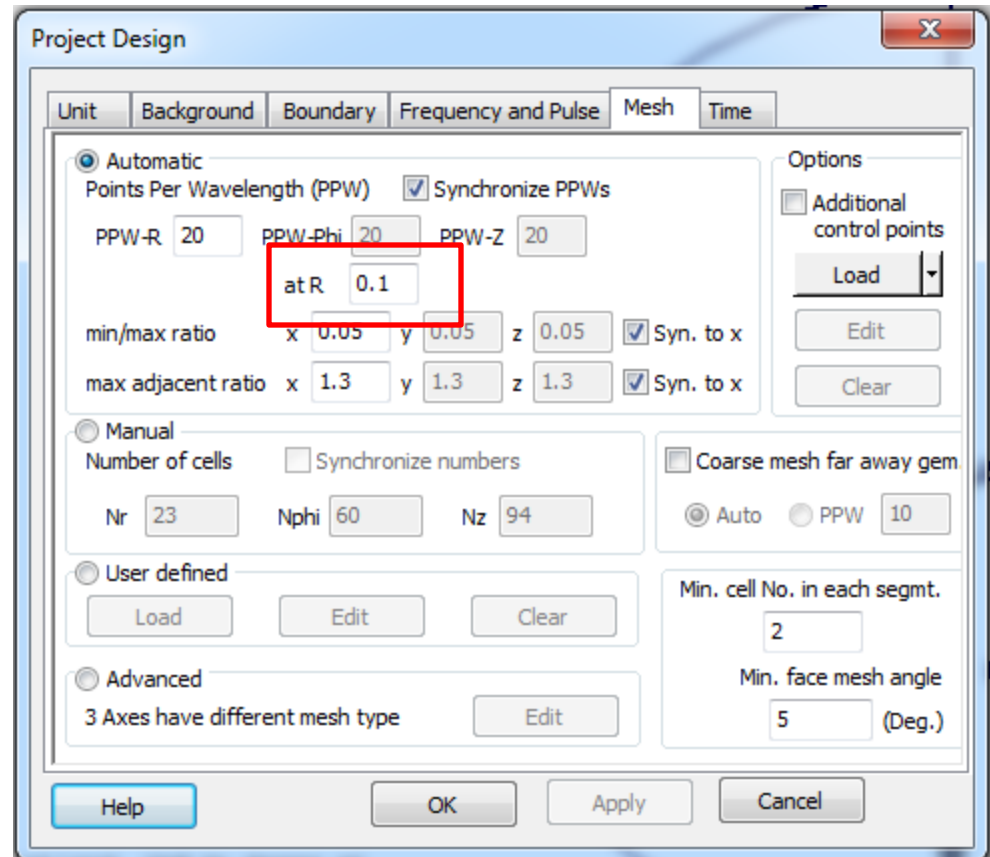 Project Design
X
Unit Background Boundary Frequency and Pulse Mesh Time
Automatic
Points Per Wavelength (PPW) Synchronize PPWs
PPW-R 20 PPW-Phi 20 PPW-Z 20
at R 0.1
min/max ratio x 0.05 y 0.05 z 0.05 Syn. to x
max adjacent ratio x 1.3 y 1.3 z 1.3 Syn. to x
Options
Additional
control points
Load
Edit
Clear
Manual
Number of cells Synchronize numbers
Nr 23 Nphi 60 Nz 94
Coarse mesh far away gem.
Auto PPW 10
User defined
Load Edit Clear
Advanced
3 Axes have different mesh type Edit
Min. cell No. in each segmt.
2
Min. face mesh angle
5 (Deg.)
Help OK Apply Cancel